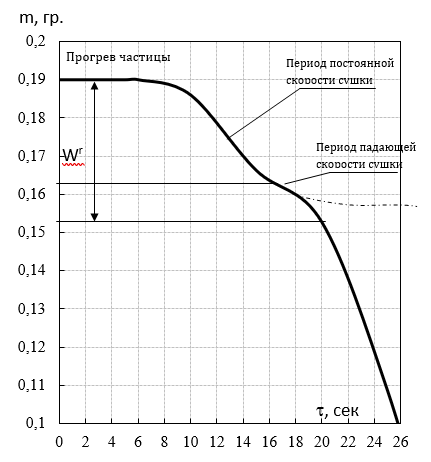 m, гр.
0,2
Прогрев частицы
Период постоянной
скорости сушки
0,19
0,18
Период падающей
скорости сушки
0,17
Wr
0,16
0,15
0,14
0,13
0,12
0,11
τ, сек
0,1
0 2 4 6 8 10 12 14 16 18 20 22 24 26